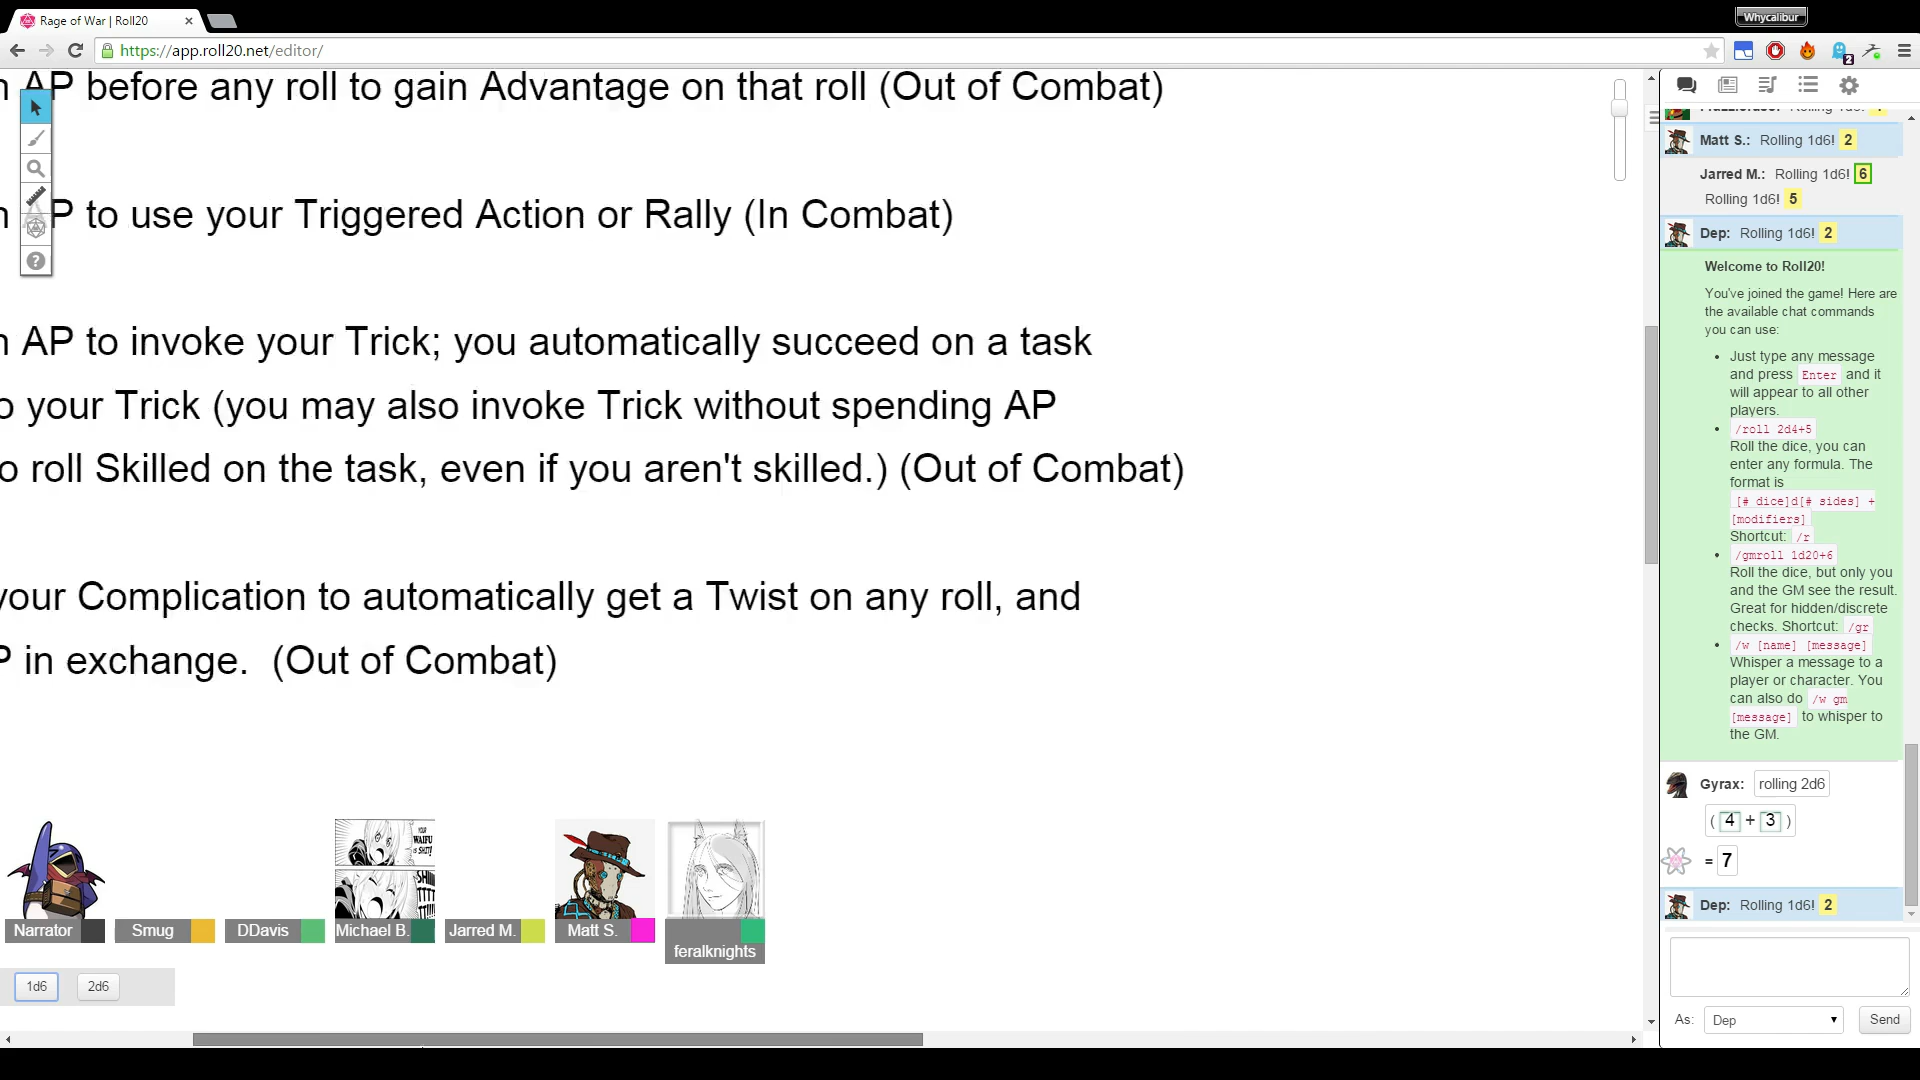 Rage of War | Roll20
Whycalibur
https://app.roll20.net/editor/
2
AP before any roll to gain Advantage on that roll (Out of Combat)
P to use your Triggered Action or Rally (In Combat)
AP to invoke your Trick; you automatically succeed on a task
o your Trick (you may also invoke Trick without spending AP
o roll Skilled on the task, even if you aren't skilled.) (Out of Combat)
your Complication to automatically get a Twist on any roll, and
P in exchange. (Out of Combat)
YOUR
WAIFU
IS SHIT!
Narrator
Smug
DDavis
Michael B.
Jarred M.
Matt S.
feralknights
1d6
2d6
Matt S.: Rolling 1d6! 2
Jarred M.: Rolling 1d6! 6
Rolling 1d6! 5
Dep: Rolling 1d6! 2
Welcome to Roll20!
You've joined the game! Here are
the available chat commands
you can use:
• Just type any message
and press Enter and it
will appear to all other
players.
• /roll 2d4+5
Roll the dice, you can
enter any formula. The
format is
[# dice]d[# sides] +
[modifiers]
Shortcut: /r
• /gmroll 1d20+6
Roll the dice, but only you
and the GM see the result.
Great for hidden/discrete
checks. Shortcut: /gr
• /w [name] [message]
Whisper a message to a
player or character. You
can also do /w gm
[message] to whisper to
the GM.
Gyrax: rolling 2d6
( 4 + 3 )
= 7
Dep: Rolling 1d6! 2
As: Dep
Send